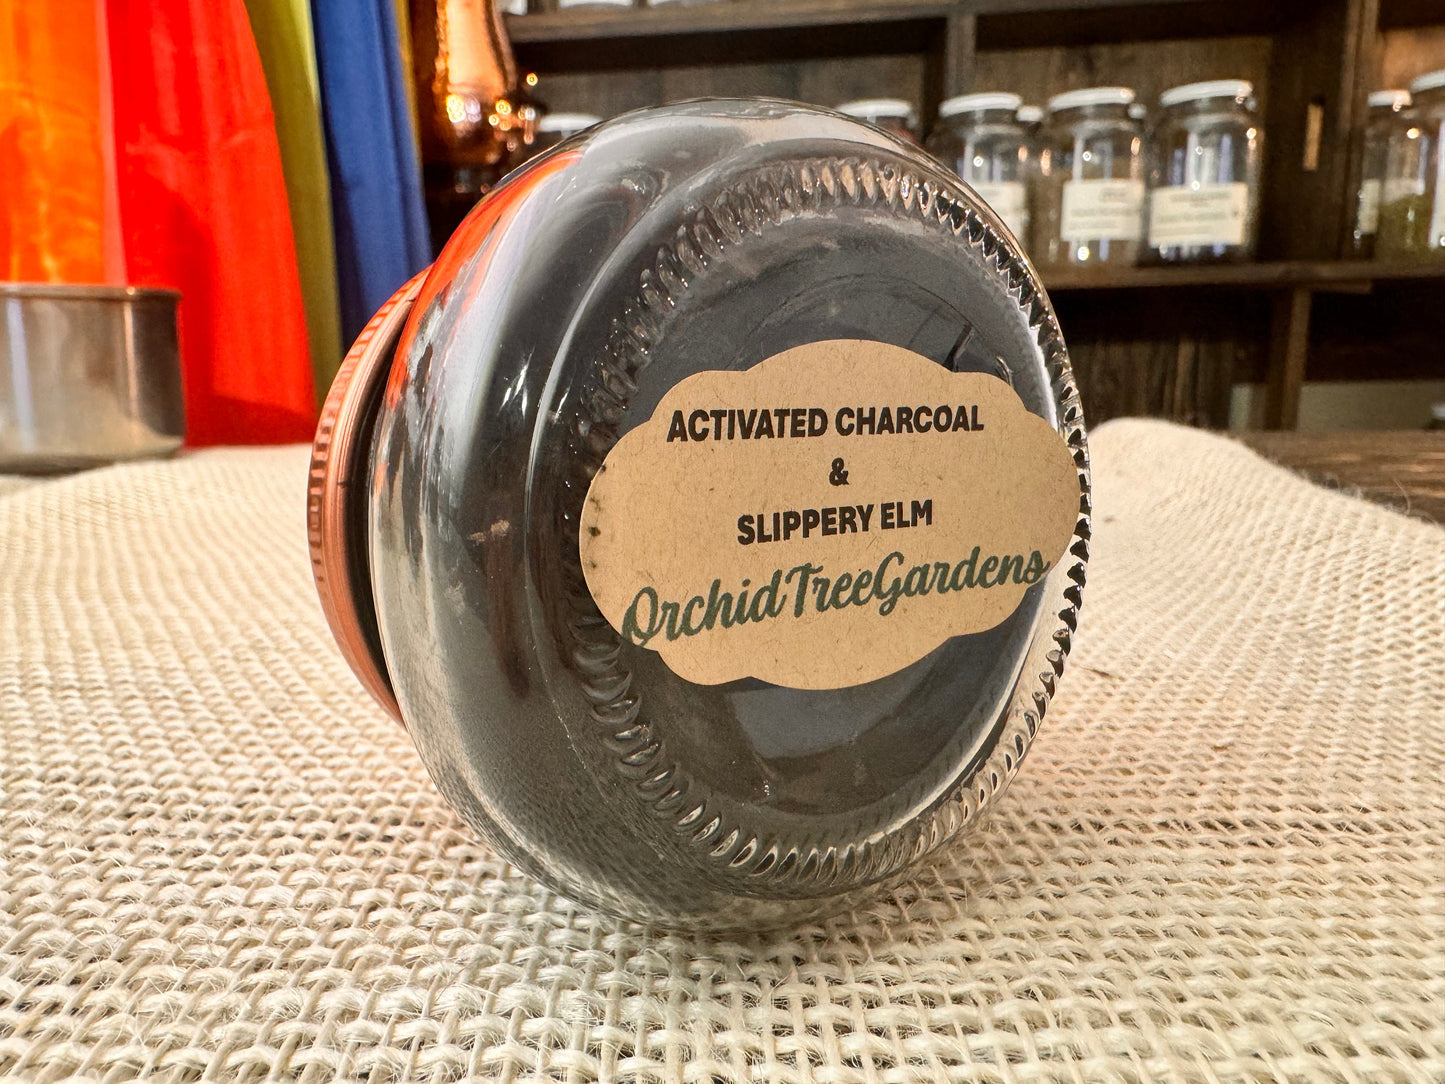 ACTIVATED CHARCOAL
&
SLIPPERY ELM
OrchidTreeGardens